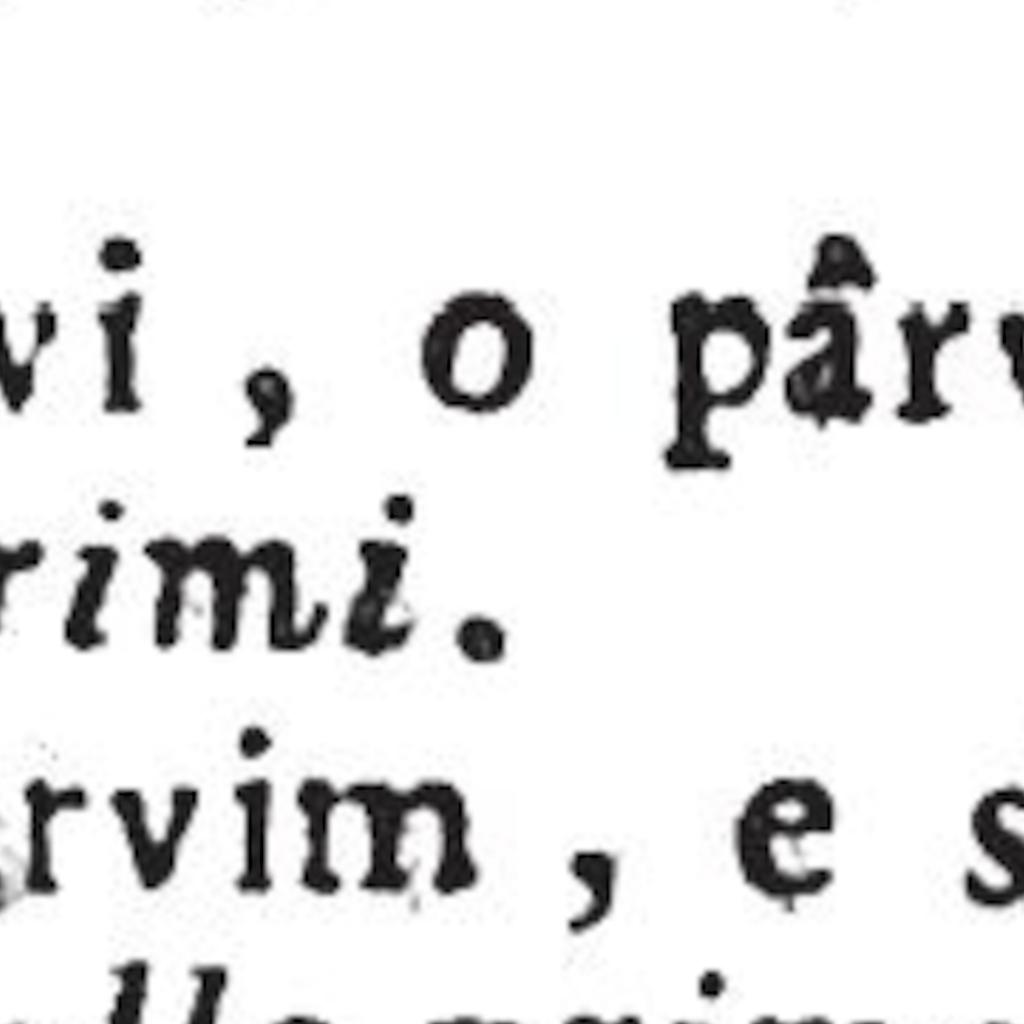 vi , o pârv
rimi.
rvim , e s